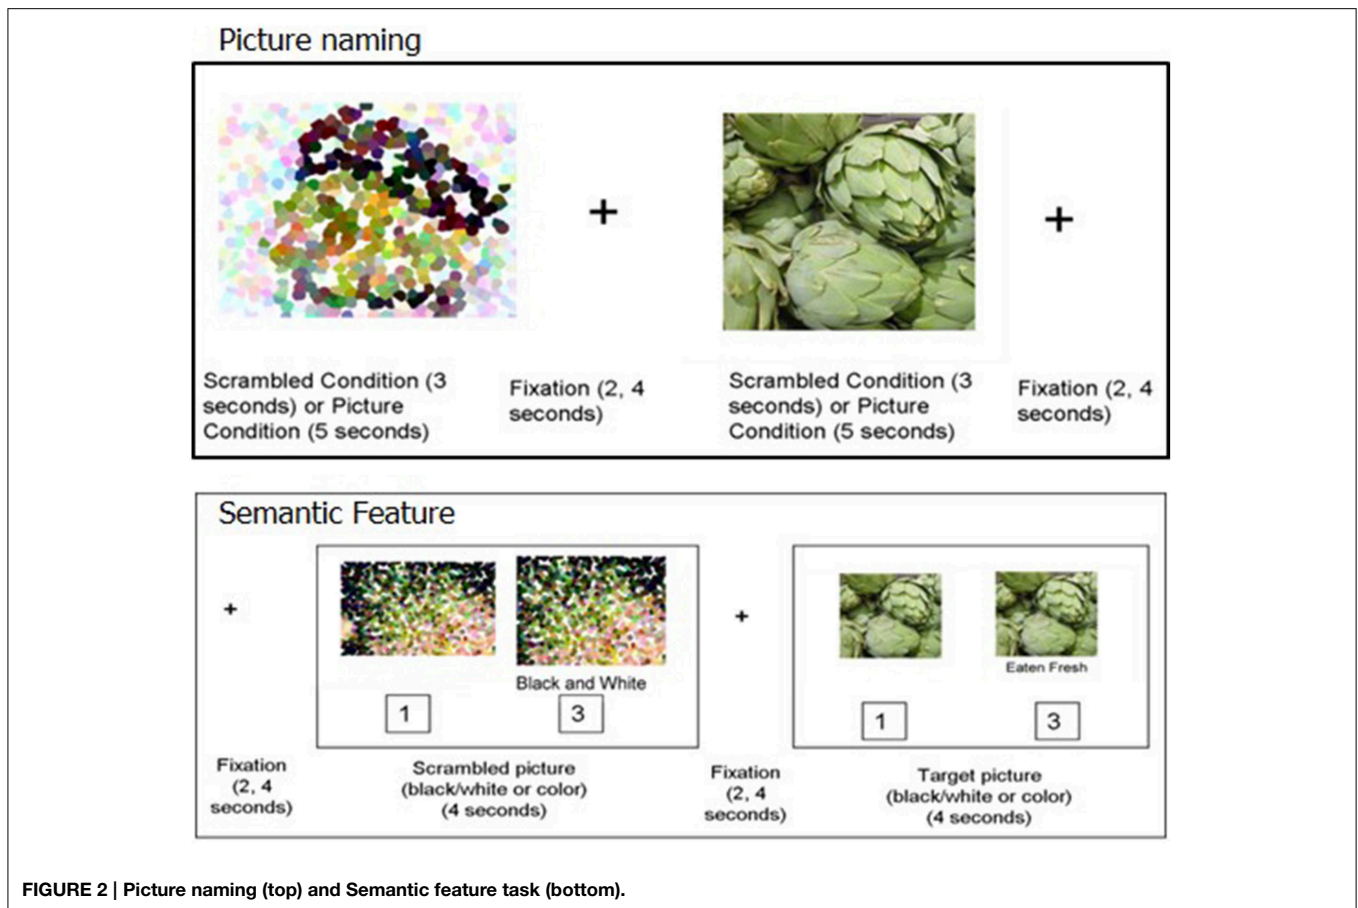 Picture naming
+
+
Scrambled Condition (3
seconds) or Picture
Condition (5 seconds)
Fixation (2, 4
seconds)
Scrambled Condition (3
seconds) or Picture
Condition (5 seconds)
Fixation (2, 4
seconds)
Semantic Feature
+
Black and White
1
3
Fixation
(2, 4
seconds)
Scrambled picture
(black/white or color)
(4 seconds)
+
Eaten Fresh
1
3
Fixation
(2, 4
seconds)
Target picture
(black/white or color)
(4 seconds)
FIGURE 2 | Picture naming (top) and Semantic feature task (bottom).